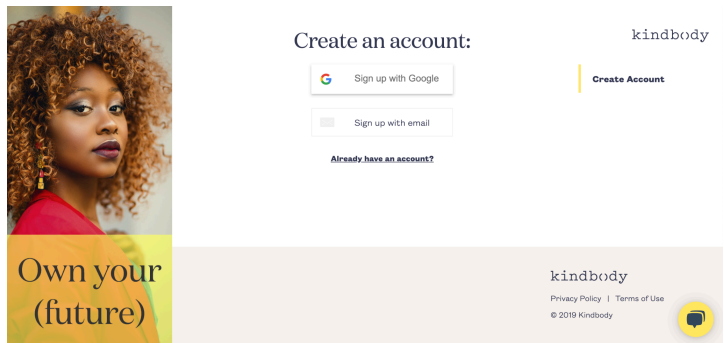 Create an account:
kindbody
Sign up with Google
Create Account
Sign up with email
Already have an account?
Own your
(future)
kindbody
Privacy Policy | Terms of Use
© 2019 Kindbody